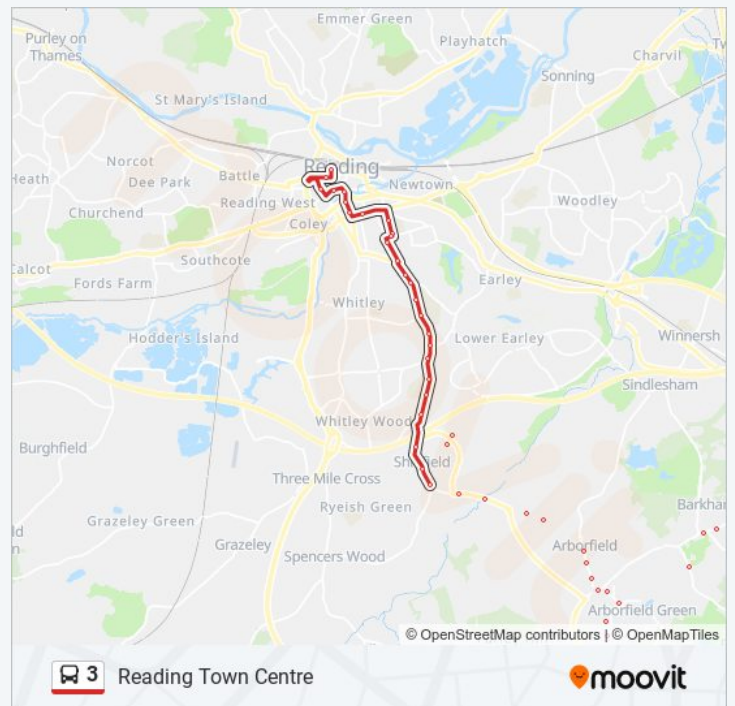 Emmer Green
Purley on
Thames
Playhatch
Charvil
Sonning
St Mary's Island
Reading
Norcot
Battle
Dee Park
Newtown
Reading West
Woodley
Churchend
Coley
Southcote
Calcot
Fords Farm
Earley
Whitley
Hodder's Island
Lower Earley
Winnersh
Sindlesham
Whitley Wood
Burghfield
Three Mile Cross
Ryeish Green
Grazeley Green
Grazeley
Arborfield
Spencers Wood
Arborfield Green
© OpenStreetMap contributors | © OpenMapTiles
3 Reading Town Centre
moovit